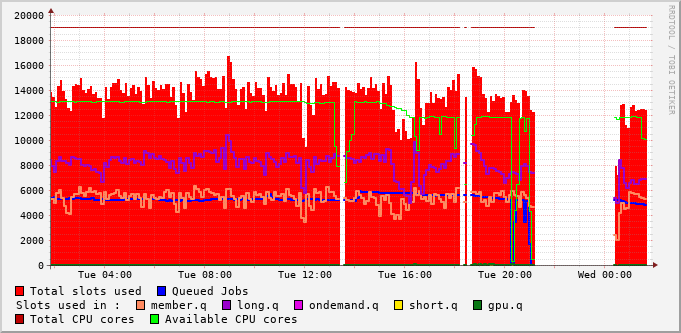 20000
18000
16000
14000
12000
10000
8000
6000
4000
2000
0
Tue 04:00 Tue 08:00 Tue 12:00 Tue 16:00 Tue 20:00 Wed 00:00
RRDTOOL / TOBI OETIKER
Total slots used Queued Jobs
Slots used in : member.q long.q ondemand.q short.q gpu.q
Total CPU cores Available CPU cores